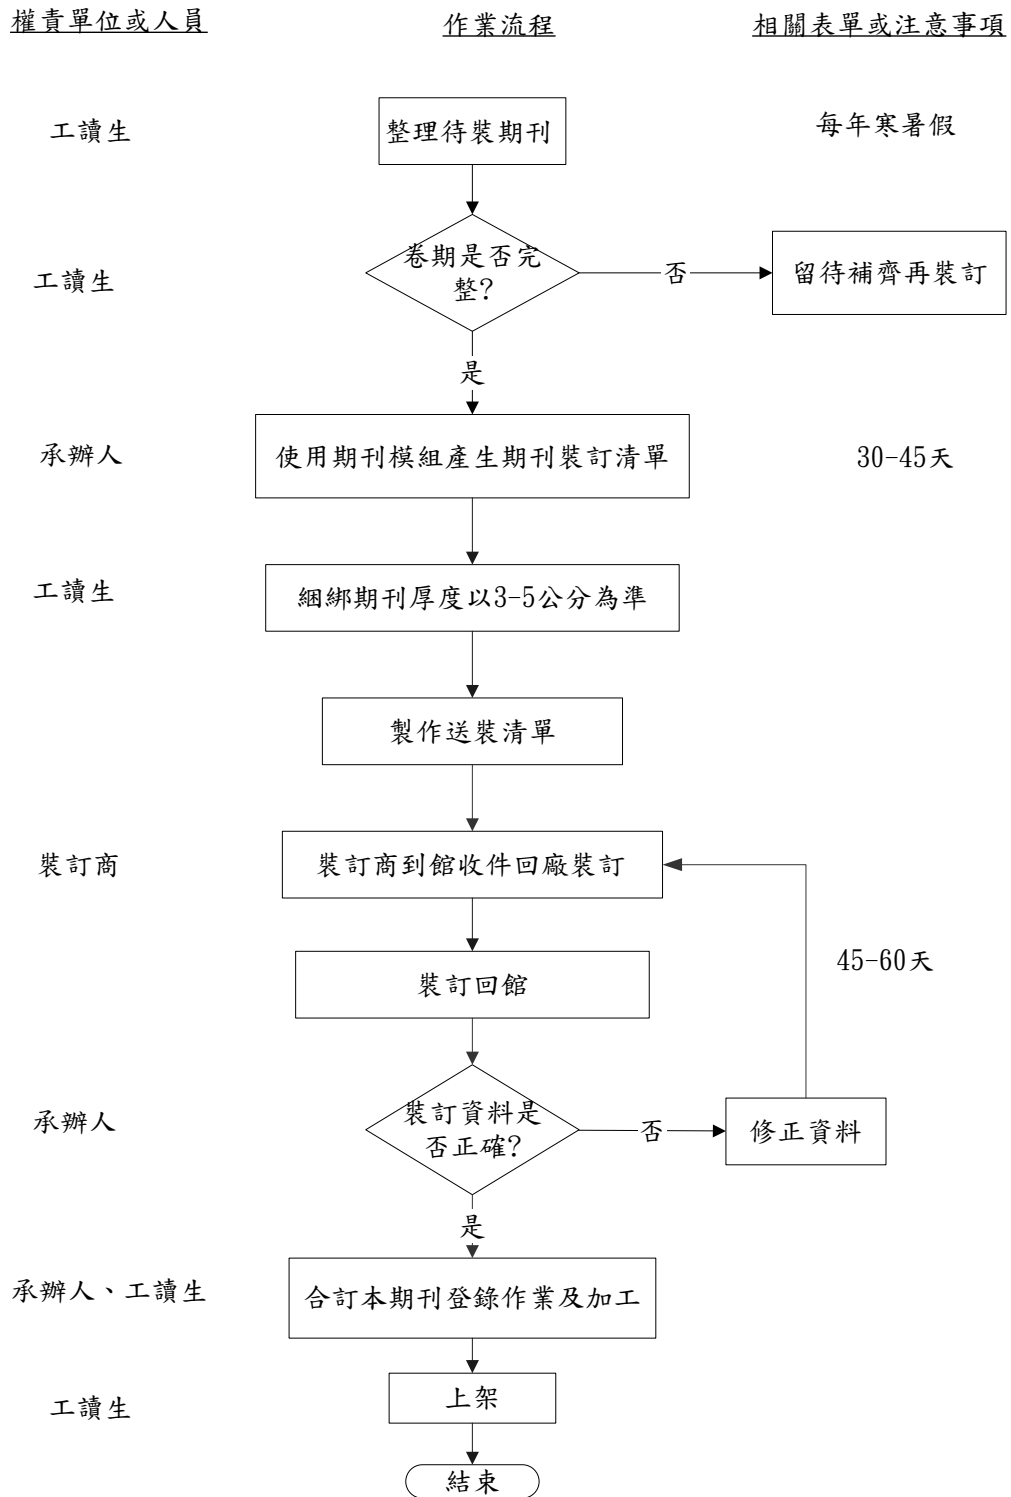 權責單位或人員
作業流程
相關表單或注意事項
工讀生
整理待裝期刊
每年寒暑假
工讀生
卷期是否完
整?
否
留待補齊再裝訂
是
承辦人
使用期刊模組產生期刊裝訂清單
30-45天
工讀生
綑綁期刊厚度以3-5公分為準
製作送裝清單
裝訂商
裝訂商到館收件回廠裝訂
裝訂回館
45-60天
承辦人
裝訂資料是
否正確?
否
修正資料
是
承辦人、工讀生
合訂本期刊登錄作業及加工
工讀生
上架
結束